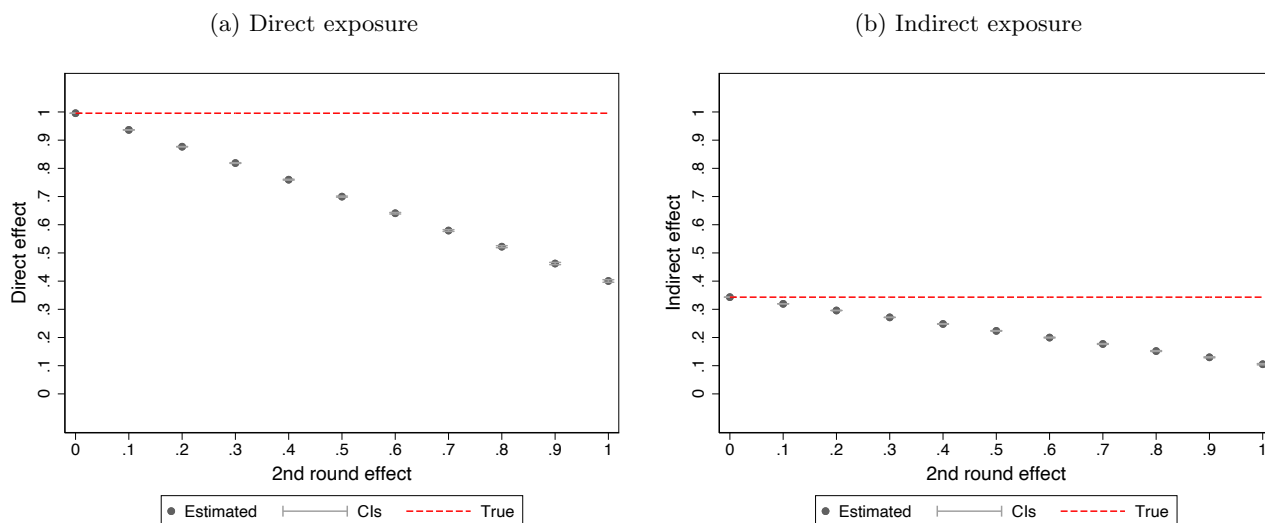 (a) Direct exposure
Direct effect
1
.9
.8
.7
.6
.5
.4
.3
.2
.1
0
0 .1 .2 .3 .4 .5 .6 .7 .8 .9 1
2nd round effect
Estimated CIs True
(b) Indirect exposure
Indirect effect
1
.9
.8
.7
.6
.5
.4
.3
.2
.1
0
0 .1 .2 .3 .4 .5 .6 .7 .8 .9 1
2nd round effect
Estimated CIs True